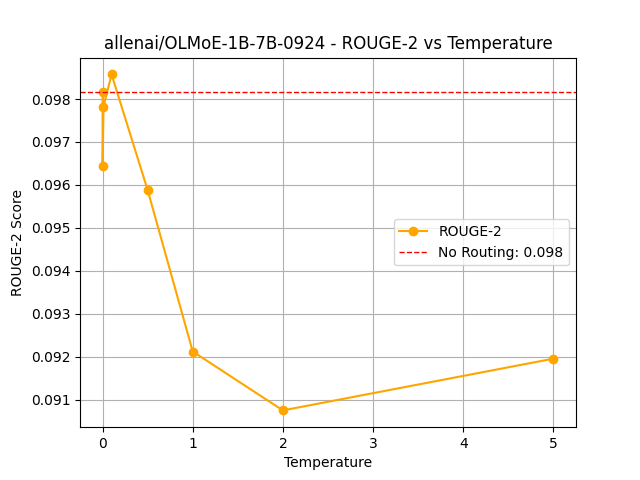 allenai/OLMoE-1B-7B-0924 - ROUGE-2 vs Temperature
ROUGE-2 Score
0.098
0.097
0.096
0.095
0.094
0.093
0.092
0.091
ROUGE-2
No Routing: 0.098
0 1 2 3 4 5
Temperature